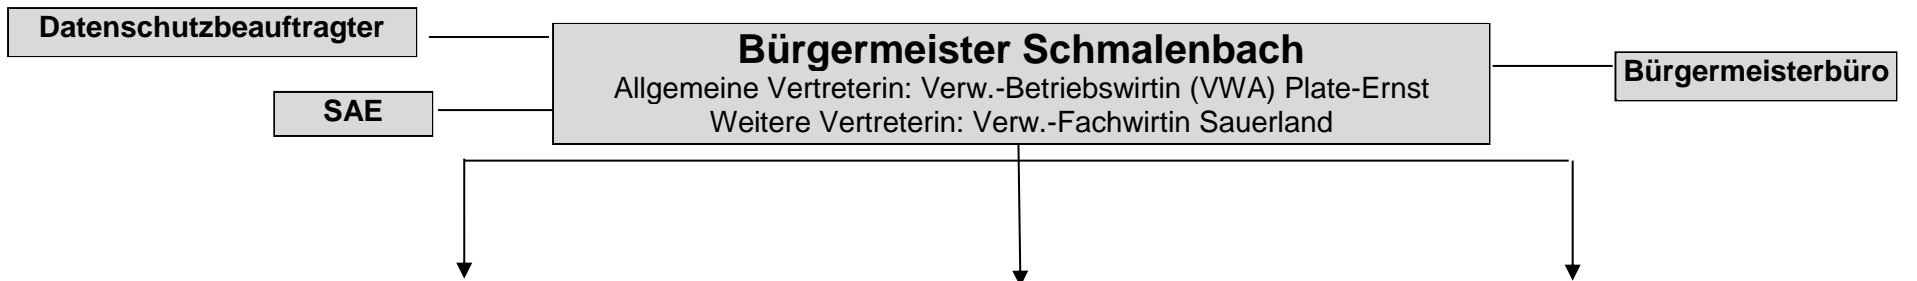 Datenschutzbeauftragter
Bürgermeister Schmalenbach
Allgemeine Vertreterin: Verw.-Betriebswirtin (VWA) Plate-Ernst
Weitere Vertreterin: Verw.-Fachwirtin Sauerland
Bürgermeisterbüro
SAE